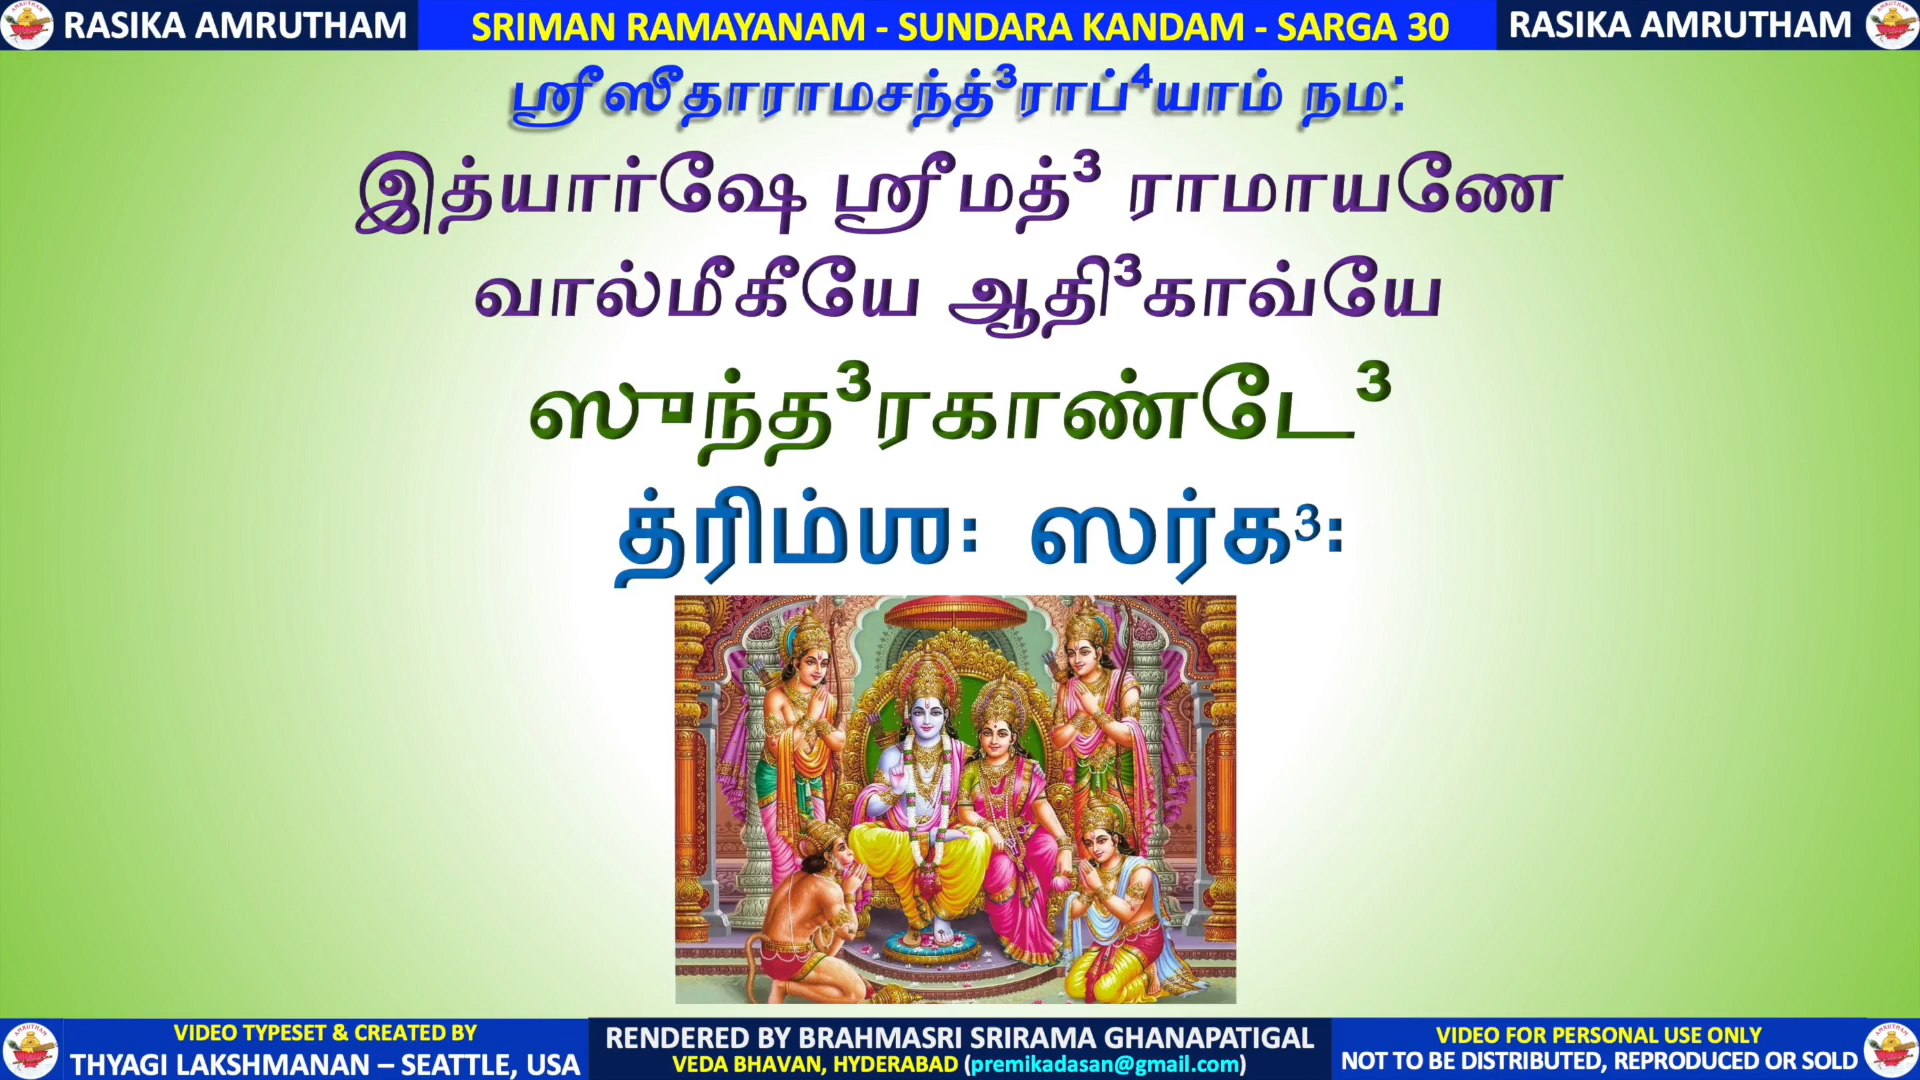 RASIKA AMRUTHAM
SRIMAN RAMAYANAM - SUNDARA KANDAM - SARGA 30
RASIKA AMRUTHAM
ஶ்ரீஸீதாராமசந்த்³ராப்⁴யாம் நம:
இத்யார்ஷே ஶ்ரீமத்³ ராமாயணே
வால்மீகீயே ஆதி³காவ்யே
ஸுந்த³ரகாண்டே³
த்ரிம்ஶ: ஸர்க³:
VIDEO TYPESET & CREATED BY
THYAGI LAKSHMANAN – SEATTLE, USA
RENDERED BY BRAHMASRI SRIRAMA GHANAPATIGAL
VEDA BHAVAN, HYDERABAD (premikadasan@gmail.com)
VIDEO FOR PERSONAL USE ONLY
NOT TO BE DISTRIBUTED, REPRODUCED OR SOLD